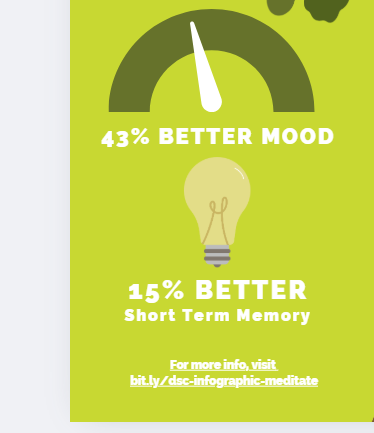 43% BETTER MOOD
15% BETTER
Short Term Memory
For more info, visit
bit.ly/dsc-infographic-meditate